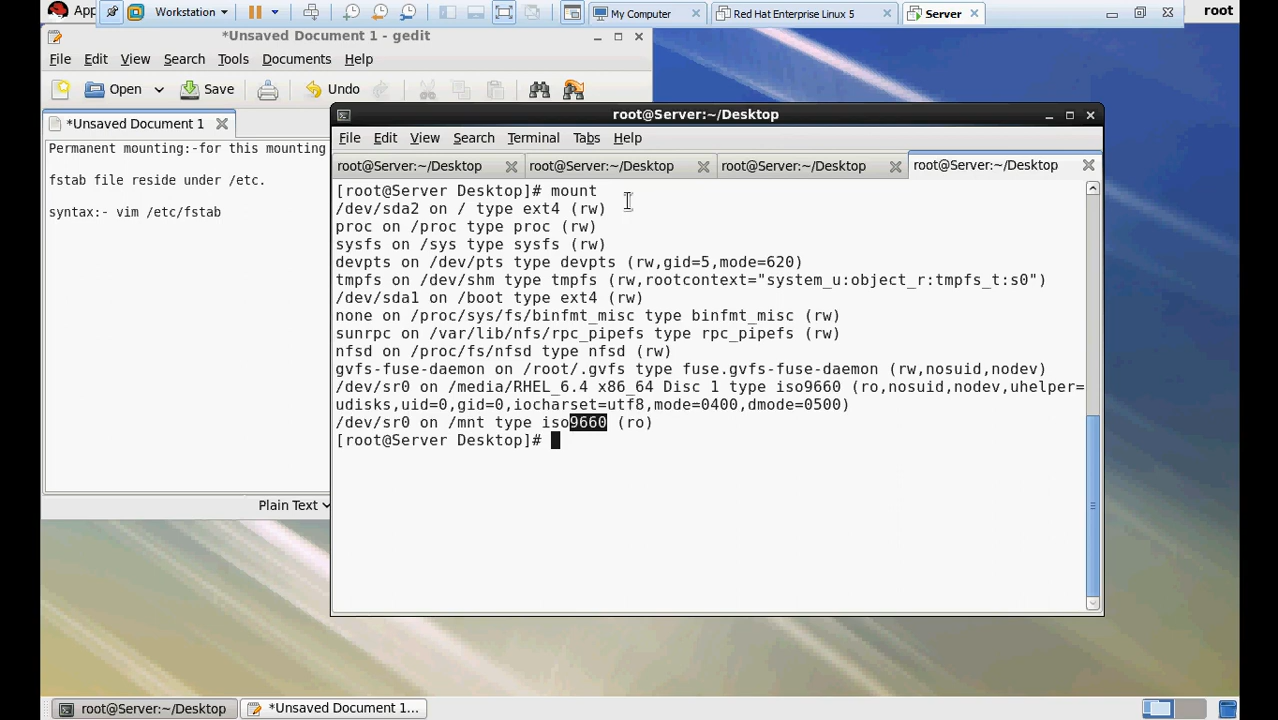 App
Workstation
My Computer
Red Hat Enterprise Linux 5
Server
root
*Unsaved Document 1 - gedit
File Edit View Search Tools Documents Help
Open Save Undo
*Unsaved Document 1
Permanent mounting:-for this mounting
fstab file reside under /etc.
syntax:- vim /etc/fstab
Plain Text
root@Server:~/Desktop
File Edit View Search Terminal Tabs Help
root@Server:~/Desktop root@Server:~/Desktop root@Server:~/Desktop root@Server:~/Desktop
[root@Server Desktop]# mount
/dev/sda2 on / type ext4 (rw)
proc on /proc type proc (rw)
sysfs on /sys type sysfs (rw)
devpts on /dev/pts type devpts (rw,gid=5,mode=620)
tmpfs on /dev/shm type tmpfs (rw,rootcontext="system_u:object_r:tmpfs_t:s0")
/dev/sda1 on /boot type ext4 (rw)
none on /proc/sys/fs/binfmt_misc type binfmt_misc (rw)
sunrpc on /var/lib/nfs/rpc_pipefs type rpc_pipefs (rw)
nfsd on /proc/fs/nfsd type nfsd (rw)
gvfs-fuse-daemon on /root/.gvfs type fuse.gvfs-fuse-daemon (rw,nosuid,nodev)
/dev/sr0 on /media/RHEL_6.4 x86_64 Disc 1 type iso9660 (ro,nosuid,nodev,uhelper=
udisks,uid=0,gid=0,iocharset=utf8,mode=0400,dmode=0500)
/dev/sr0 on /mnt type iso9660 (ro)
[root@Server Desktop]#
root@Server:~/Desktop
*Unsaved Document 1...